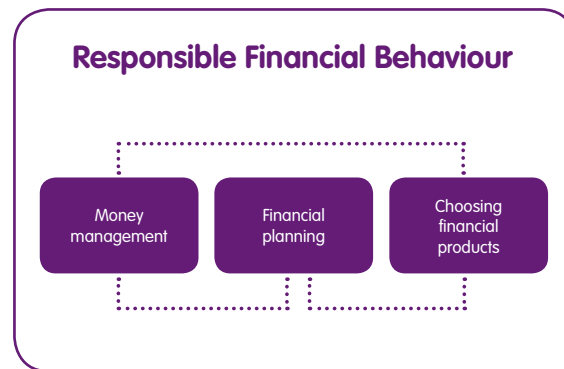 Responsible Financial Behaviour
Money
management
Financial
planning
Choosing
financial
products